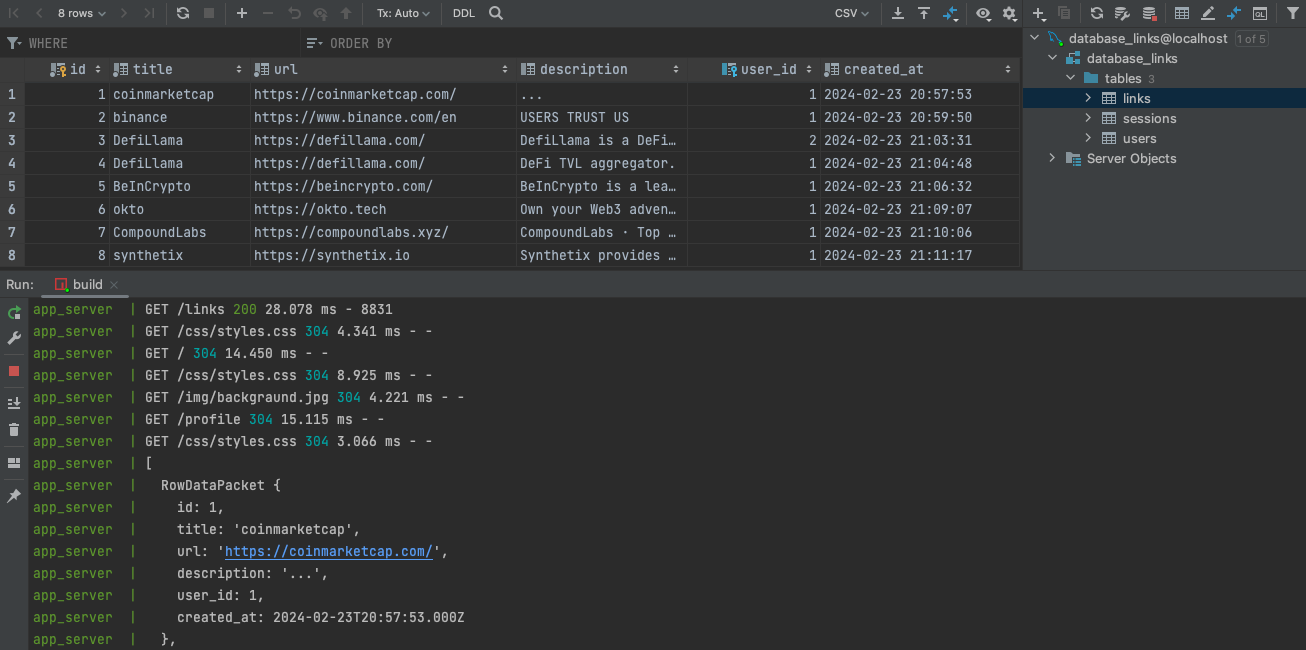 8 rows Tx: Auto DDL CSV
WHERE ORDER BY
id title url description user_id created_at
1 1 coinmarketcap https://coinmarketcap.com/ ... 1 2024-02-23 20:57:53
2 2 binance https://www.binance.com/en USERS TRUST US 1 2024-02-23 20:59:50
3 3 DefiLlama https://defillama.com/ DefiLlama is a DeFi… 2 2024-02-23 21:03:31
4 4 DefiLlama https://defillama.com/ DeFi TVL aggregator. 1 2024-02-23 21:04:48
5 5 BeInCrypto https://beincrypto.com/ BeInCrypto is a lea… 1 2024-02-23 21:06:32
6 6 okto https://okto.tech Own your Web3 adven… 1 2024-02-23 21:09:07
7 7 CompoundLabs https://compoundlabs.xyz/ CompoundLabs · Top … 1 2024-02-23 21:10:06
8 8 synthetix https://synthetix.io Synthetix provides … 1 2024-02-23 21:11:17
database_links@localhost 1 of 5
database_links
tables 3
links
sessions
users
Server Objects
Run: build
app_server | GET /links 200 28.078 ms - 8831
app_server | GET /css/styles.css 304 4.341 ms - -
app_server | GET / 304 14.450 ms - -
app_server | GET /css/styles.css 304 8.925 ms - -
app_server | GET /img/backgraund.jpg 304 4.221 ms - -
app_server | GET /profile 304 15.115 ms - -
app_server | GET /css/styles.css 304 3.066 ms - -
app_server | [
app_server | RowDataPacket {
app_server | id: 1,
app_server | title: 'coinmarketcap',
app_server | url: 'https://coinmarketcap.com/',
app_server | description: '...',
app_server | user_id: 1,
app_server | created_at: 2024-02-23T20:57:53.000Z
app_server | },